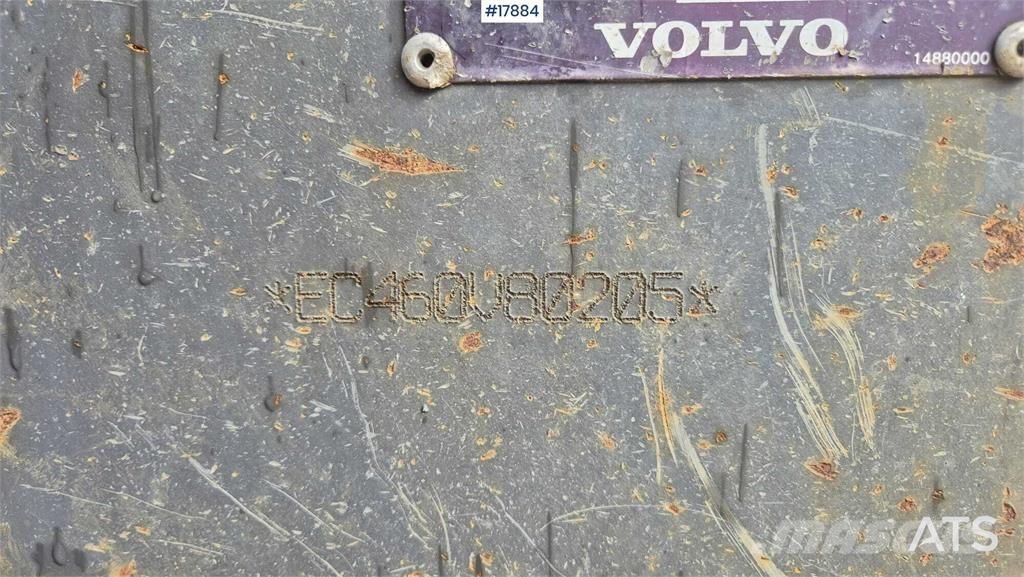 #17884
VOLVO
14880000
*EC460V80205*
MASCUS
ATS